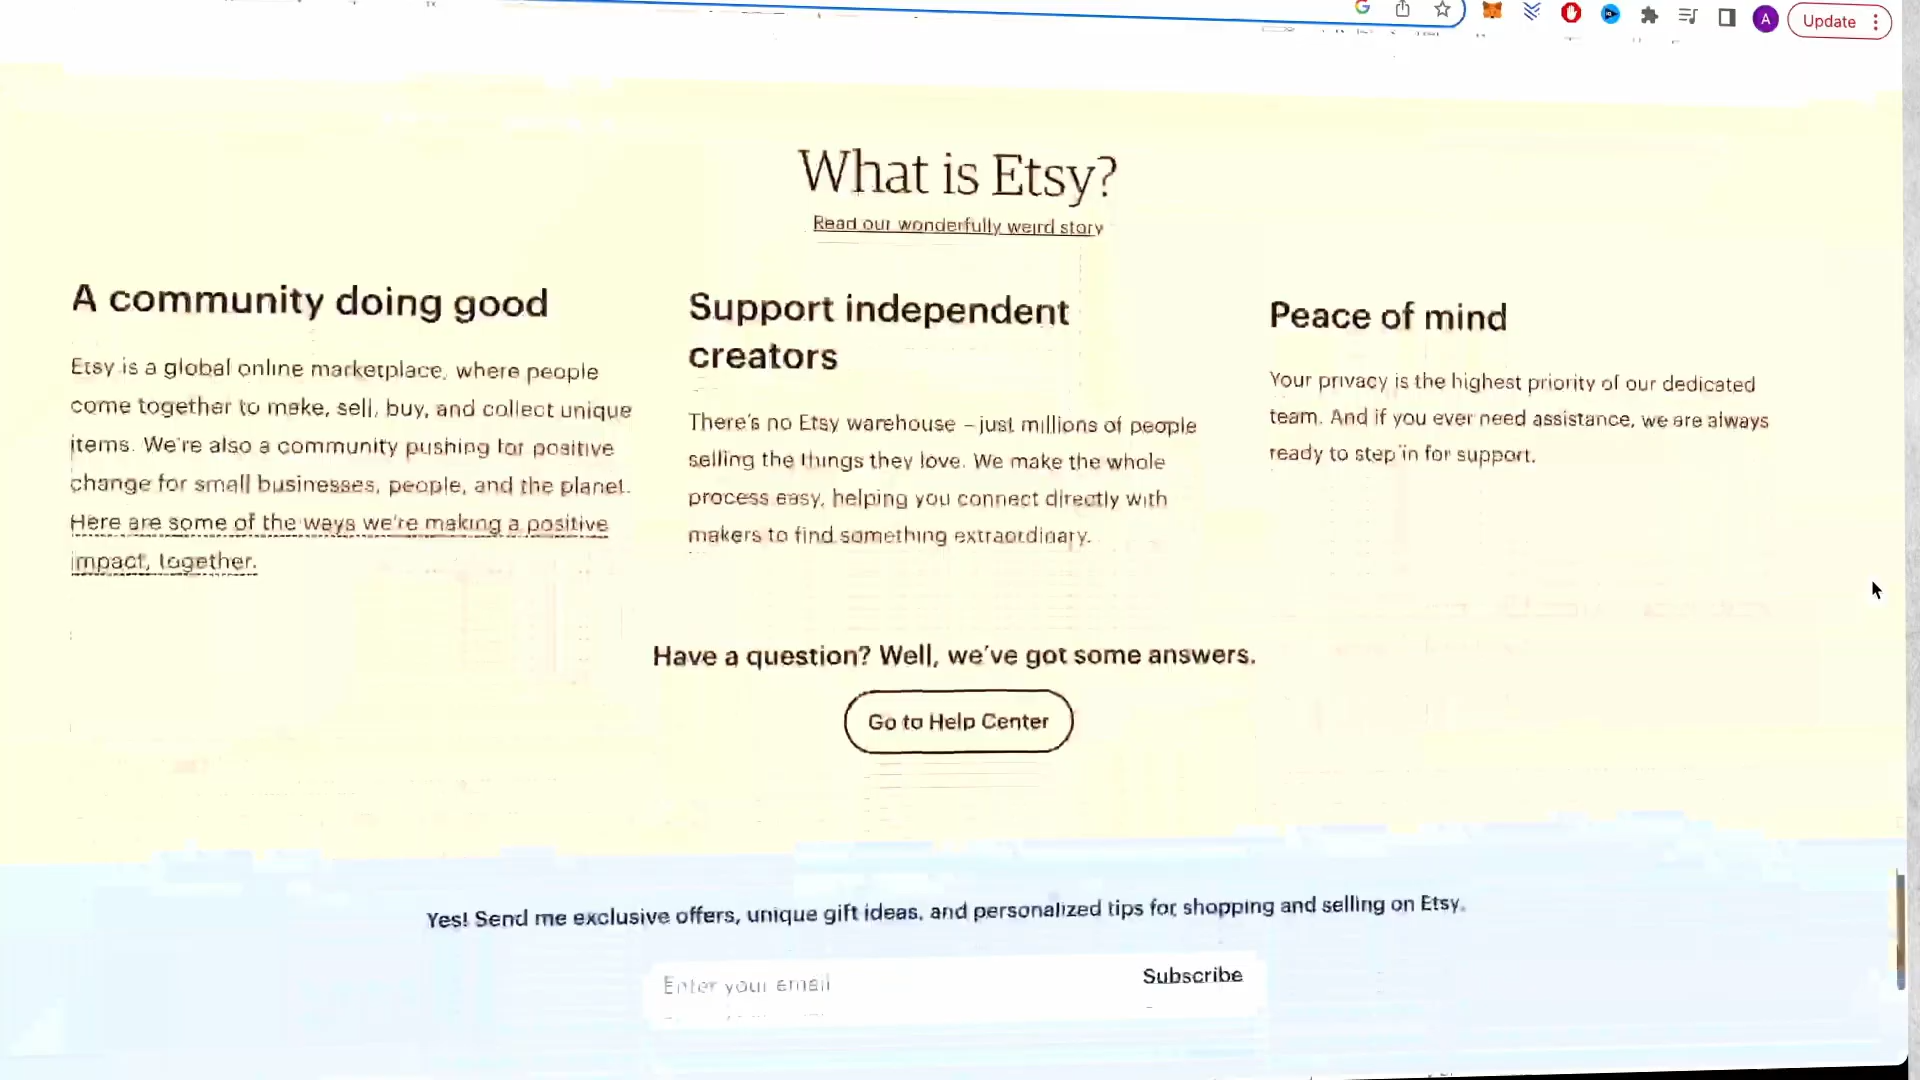 A
Update
What is Etsy?
Read our wonderfully weird story
A community doing good
Etsy is a global online marketplace, where people
come together to make, sell, buy, and collect unique
items. We're also a community pushing for positive
change for small businesses, people, and the planet.
Here are some of the ways we're making a positive
impact, together.
Support independent
creators
There's no Etsy warehouse – just millions of people
selling the things they love. We make the whole
process easy, helping you connect directly with
makers to find something extraordinary.
Peace of mind
Your privacy is the highest priority of our dedicated
team. And if you ever need assistance, we are always
ready to step in for support.
Have a question? Well, we've got some answers.
Go to Help Center
Yes! Send me exclusive offers, unique gift ideas, and personalized tips for shopping and selling on Etsy.
Enter your email
Subscribe